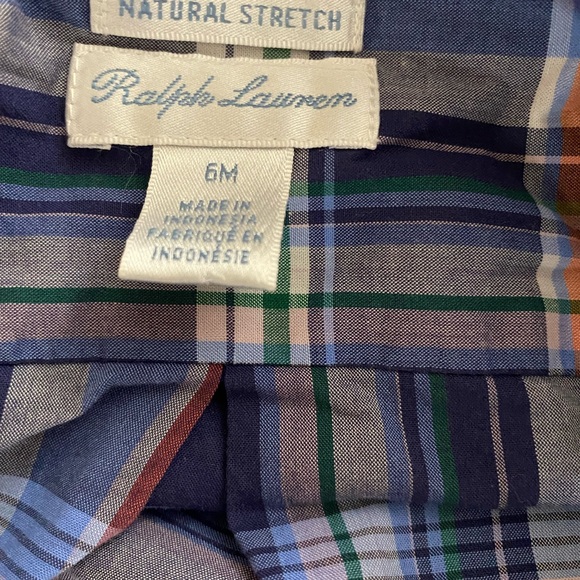 NATURAL STRETCH
Ralph Lauren
6M
MADE IN
INDONESIA
FABRIQUÉ EN
INDONÉSIE